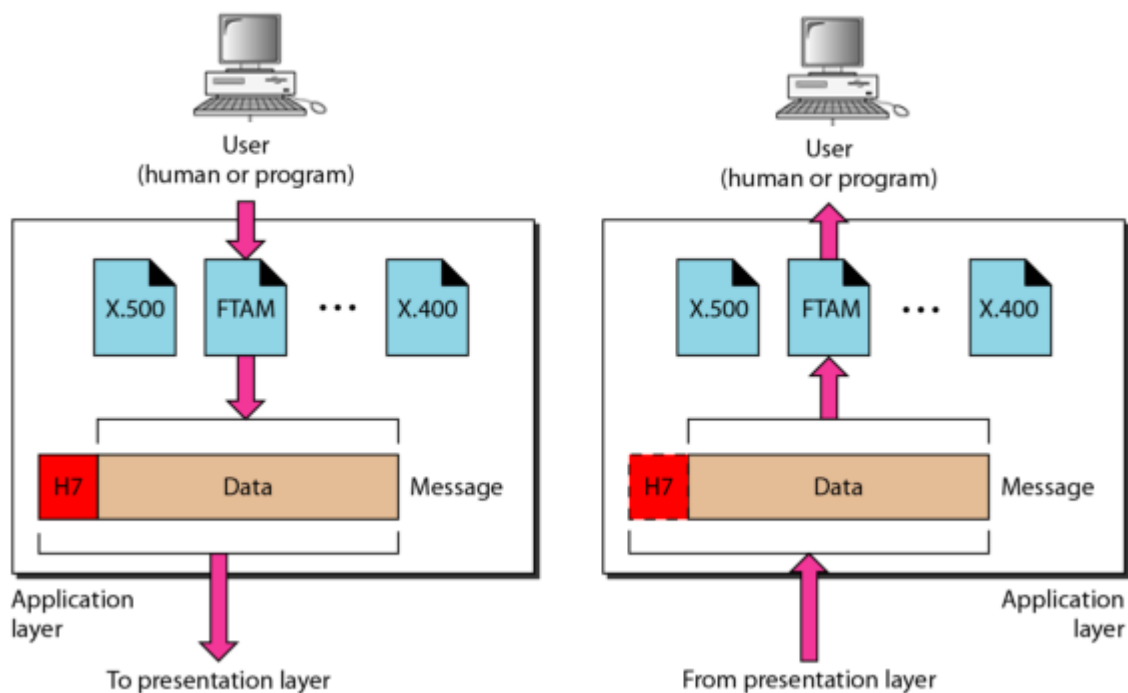 User
(human or program)
X.500
FTAM
...
X.400
H7
Data
Message
Application
layer
To presentation layer
User
(human or program)
X.500
FTAM
...
X.400
H7
Data
Message
Application
layer
From presentation layer